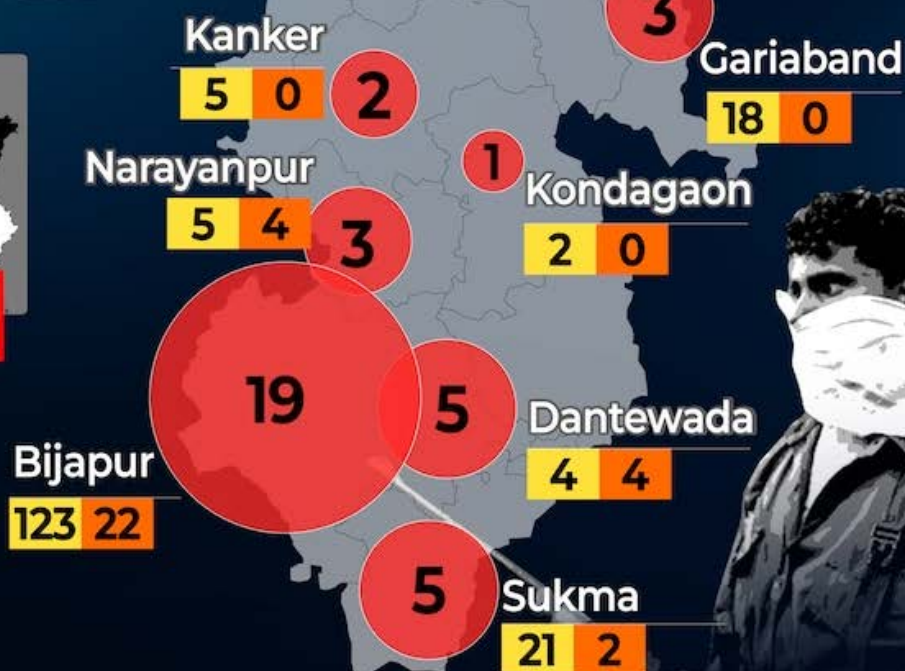 3
Kanker
Gariaband
5 0
2
18 0
1
Narayanpur
Kondagaon
5 4
3
2 0
19
5
Dantewada
Bijapur
4 4
123 22
5
Sukma
21 2